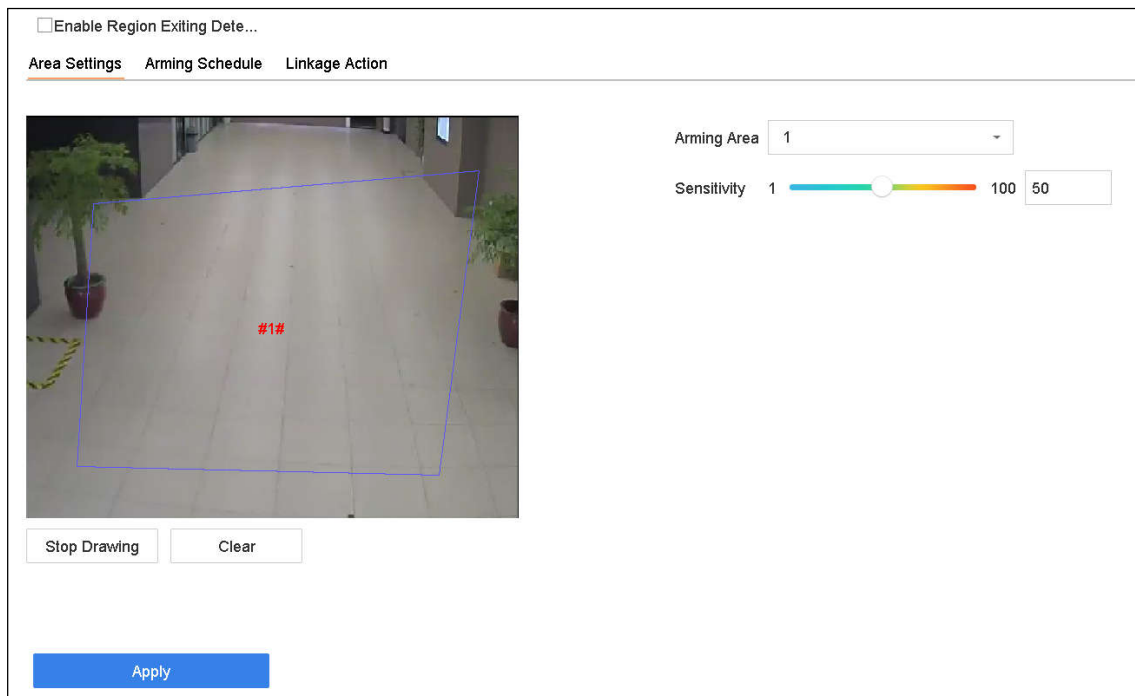 Enable Region Exiting Dete...
Area Settings Arming Schedule Linkage Action
Arming Area 1
Sensitivity 1 100 50
#1#
Stop Drawing Clear
Apply